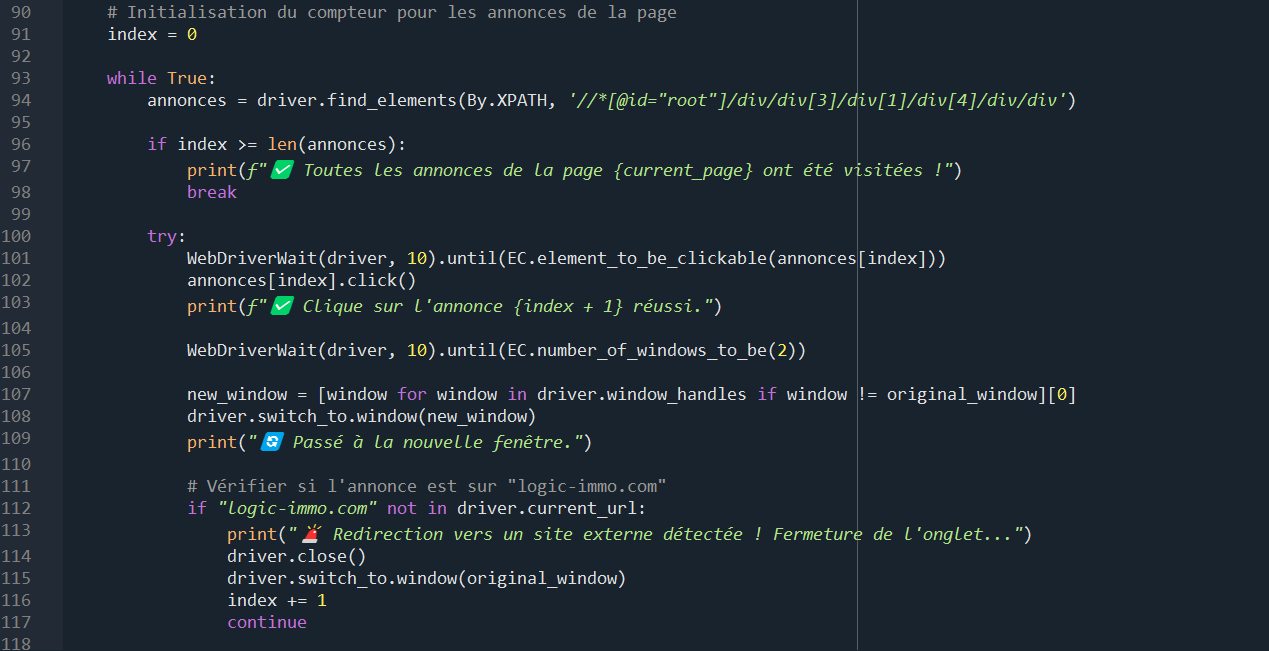 90 # Initialisation du compteur pour les annonces de la page
91 index = 0
92
93 while True:
94 annonces = driver.find_elements(By.XPATH, '//*[@id="root"]/div/div[3]/div[1]/div[4]/div/div')
95
96 if index >= len(annonces):
97 print(f"✅ Toutes les annonces de la page {current_page} ont été visitées !")
98 break
99
100 try:
101 WebDriverWait(driver, 10).until(EC.element_to_be_clickable(annonces[index]))
102 annonces[index].click()
103 print(f"✅ Clique sur l'annonce {index + 1} réussi.")
104
105 WebDriverWait(driver, 10).until(EC.number_of_windows_to_be(2))
106
107 new_window = [window for window in driver.window_handles if window != original_window][0]
108 driver.switch_to.window(new_window)
109 print("🔄 Passé à la nouvelle fenêtre.")
110
111 # Vérifier si l'annonce est sur "logic-immo.com"
112 if "logic-immo.com" not in driver.current_url:
113 print("🚨 Redirection vers un site externe détectée ! Fermeture de l'onglet...")
114 driver.close()
115 driver.switch_to.window(original_window)
116 index += 1
117 continue
118